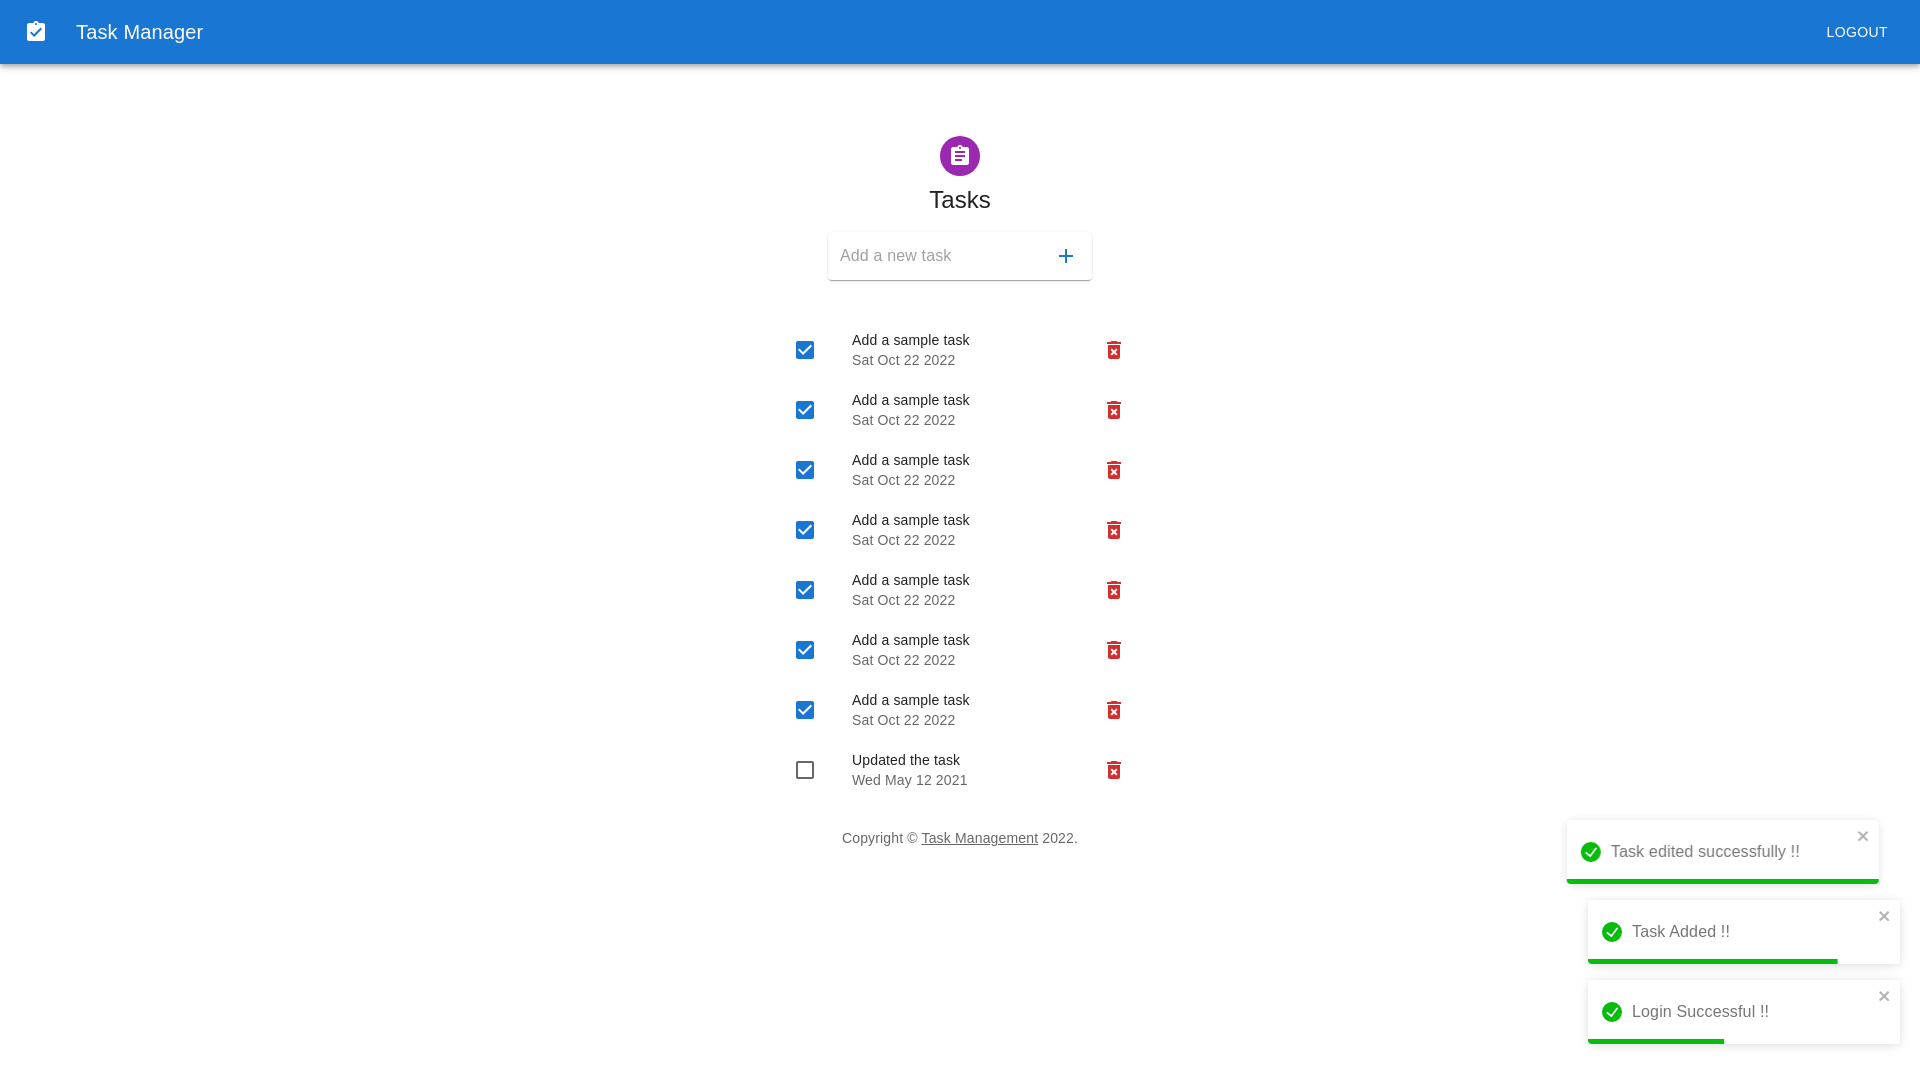 Task Manager
LOGOUT
Tasks
Add a new task
Add a sample task
Sat Oct 22 2022
Add a sample task
Sat Oct 22 2022
Add a sample task
Sat Oct 22 2022
Add a sample task
Sat Oct 22 2022
Add a sample task
Sat Oct 22 2022
Add a sample task
Sat Oct 22 2022
Add a sample task
Sat Oct 22 2022
Updated the task
Wed May 12 2021
Copyright © Task Management 2022.
Task edited successfully !!
Task Added !!
Login Successful !!